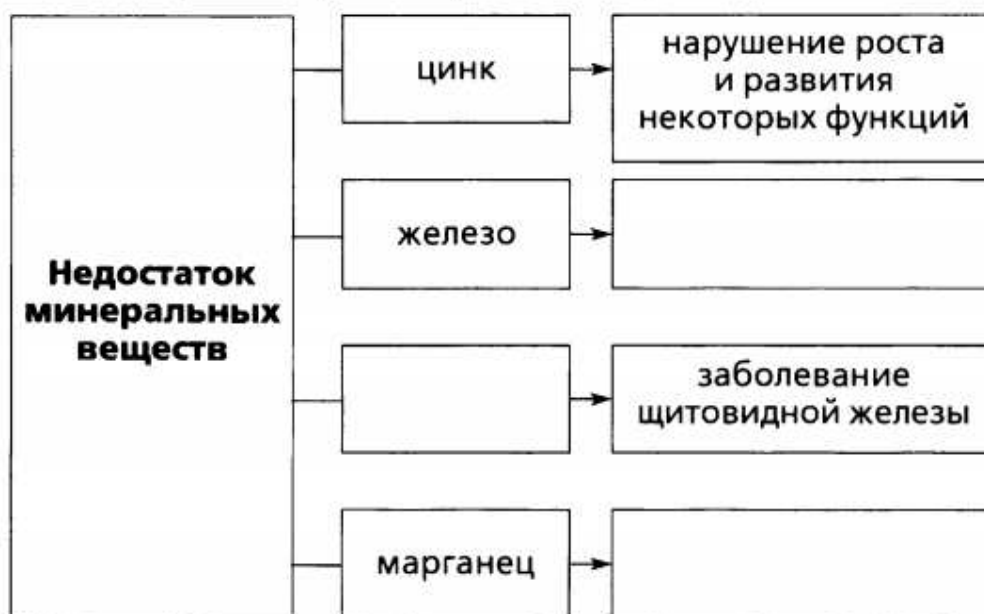 Недостаток
минеральных
веществ
цинк
нарушение роста
и развития
некоторых функций
железо
заболевание
щитовидной железы
марганец